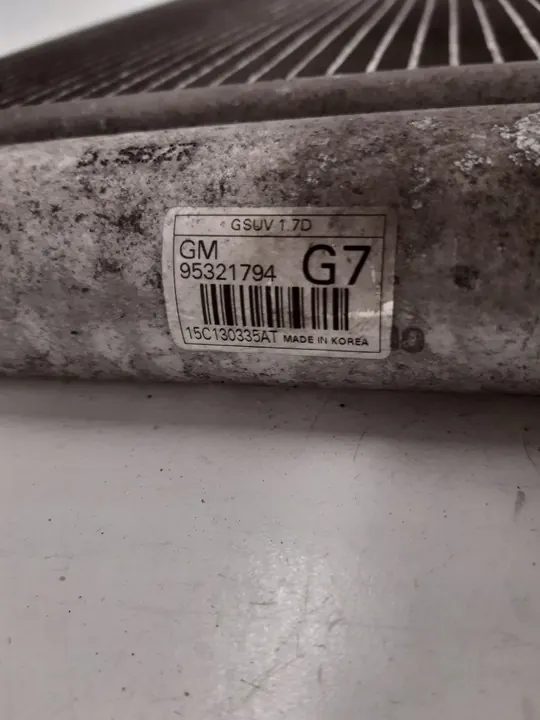 GSUV 1.7D
GM
95321794 G7
15C130335AT MADE IN KOREA